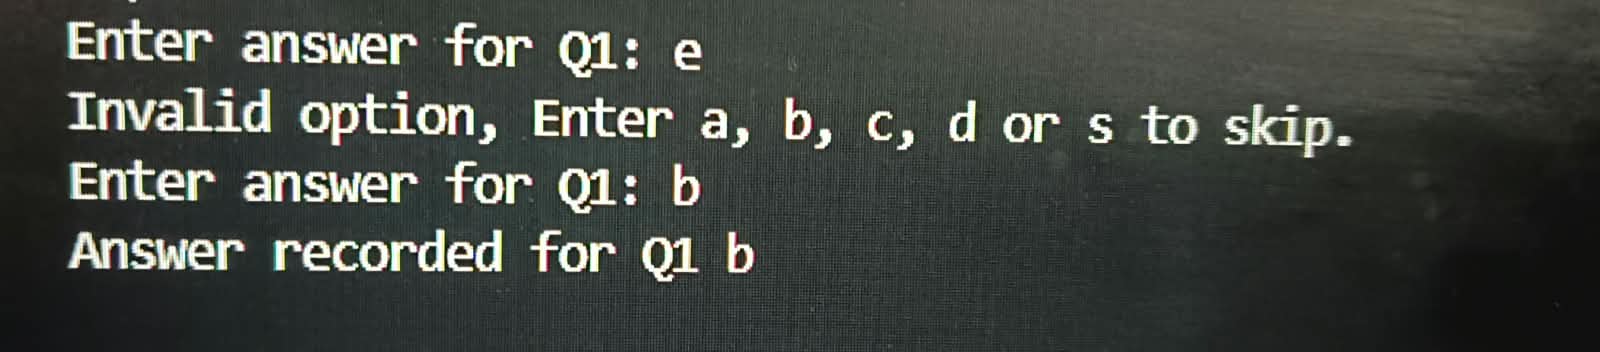 Enter answer for Q1: e
Invalid option, Enter a, b, c, d or s to skip.
Enter answer for Q1: b
Answer recorded for Q1 b